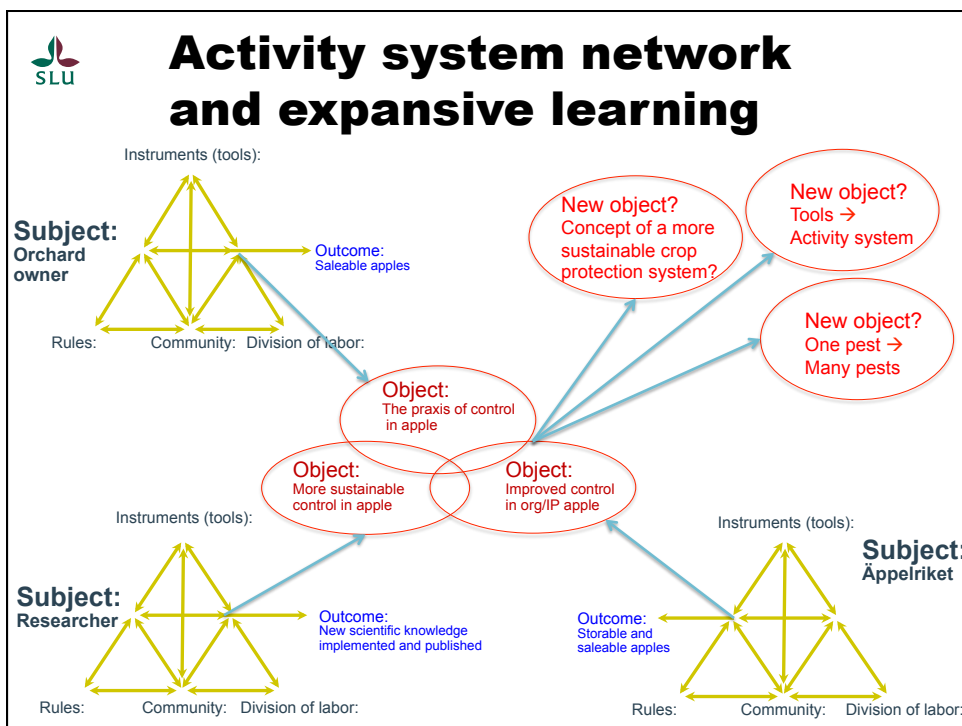 SLU
Activity system network
and expansive learning
Instruments (tools):
Subject:
Orchard
owner
Outcome:
Saleable apples
Rules:
Community:
Division of labor:
New object?
Concept of a more
sustainable crop
protection system?
New object?
Tools →
Activity system
New object?
One pest →
Many pests
Object:
The praxis of control
in apple
Object:
More sustainable
control in apple
Object:
Improved control
in org/IP apple
Instruments (tools):
Subject:
Researcher
Outcome:
New scientific knowledge
implemented and published
Rules:
Community:
Division of labor:
Instruments (tools):
Subject:
Äppelriket
Outcome:
Storable and
saleable apples
Rules:
Community:
Division of labor: